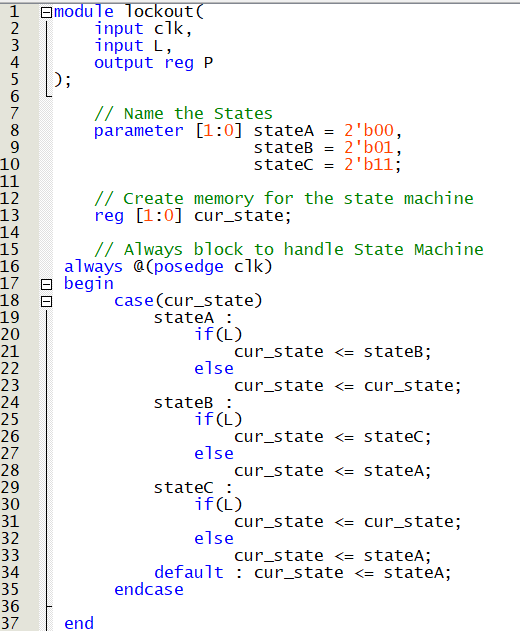 1 module lockout(
2 input clk,
3 input L,
4 output reg P
5 );
6
7 // Name the States
8 parameter [1:0] stateA = 2'b00,
9 stateB = 2'b01,
10 stateC = 2'b11;
11
12 // Create memory for the state machine
13 reg [1:0] cur_state;
14
15 // Always block to handle State Machine
16 always @(posedge clk)
17 begin
18 case(cur_state)
19 stateA :
20 if(L)
21 cur_state <= stateB;
22 else
23 cur_state <= cur_state;
24 stateB :
25 if(L)
26 cur_state <= stateC;
27 else
28 cur_state <= stateA;
29 stateC :
30 if(L)
31 cur_state <= cur_state;
32 else
33 cur_state <= stateA;
34 default : cur_state <= stateA;
35 endcase
36
37 end